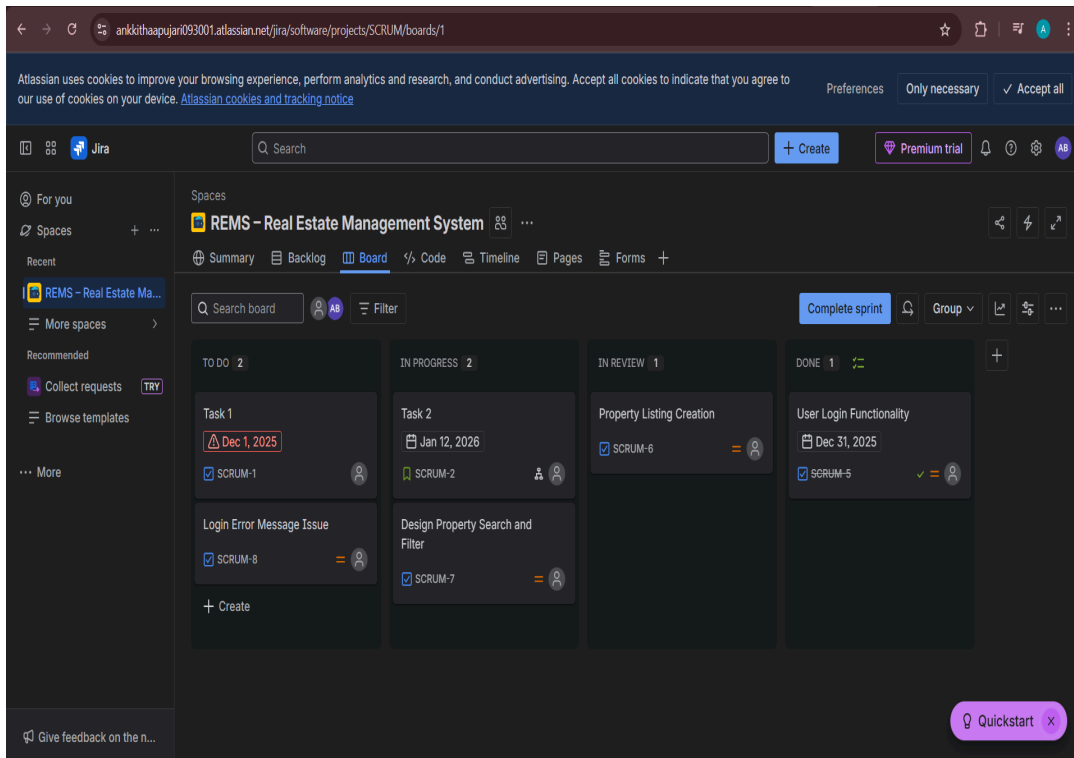 ankkithaapujari093001.atlassian.net/jira/software/projects/SCRUM/boards/1
A
Atlassian uses cookies to improve your browsing experience, perform analytics and research, and conduct advertising. Accept all cookies to indicate that you agree to
our use of cookies on your device. Atlassian cookies and tracking notice
Preferences
Only necessary
Accept all
Jira
Search
+ Create
Premium trial
AB
For you
Spaces
Recent
REMS – Real Estate Ma...
More spaces
Recommended
Collect requests TRY
Browse templates
More
Give feedback on the n...
Spaces
REMS – Real Estate Management System
Summary
Backlog
Board
Code
Timeline
Pages
Forms
Search board
AB
Filter
Complete sprint
Group
TO DO 2
Task 1
Dec 1, 2025
SCRUM-1
Login Error Message Issue
SCRUM-8
+ Create
IN PROGRESS 2
Task 2
Jan 12, 2026
SCRUM-2
Design Property Search and
Filter
SCRUM-7
IN REVIEW 1
Property Listing Creation
SCRUM-6
DONE 1
User Login Functionality
Dec 31, 2025
SCRUM-5
Quickstart